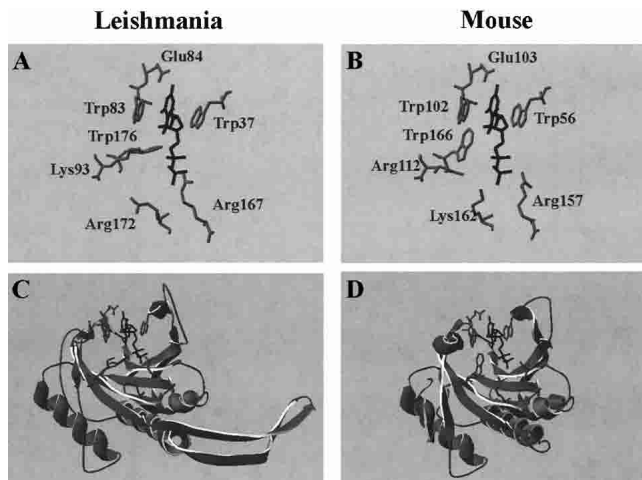 Leishmania
Mouse
A
Glu84
Trp83
Trp37
Trp176
Lys93
Arg167
Arg172
B
Glu103
Trp102
Trp56
Trp166
Arg112
Arg157
Lys162
C
D